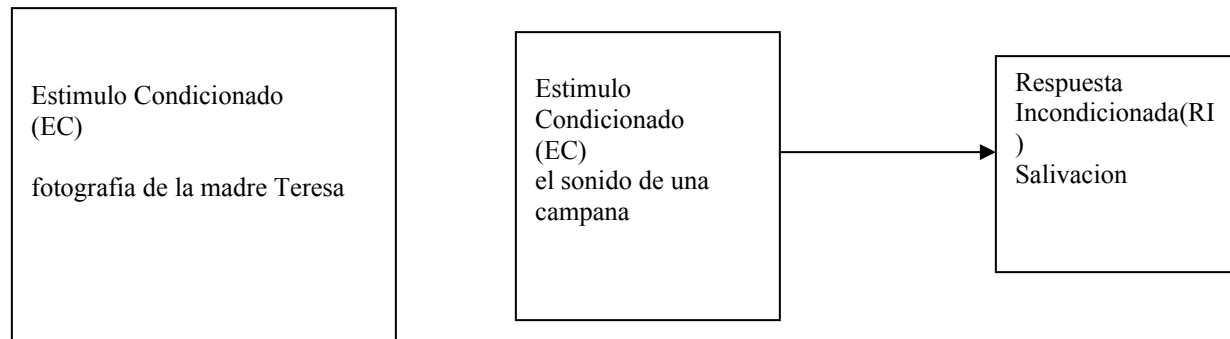 Estimulo Condicionado
(EC)
fotografia de la madre Teresa
Estimulo
Condicionado
(EC)
el sonido de una
campana
Respuesta
Incondicionada(RI
)
Salivacion